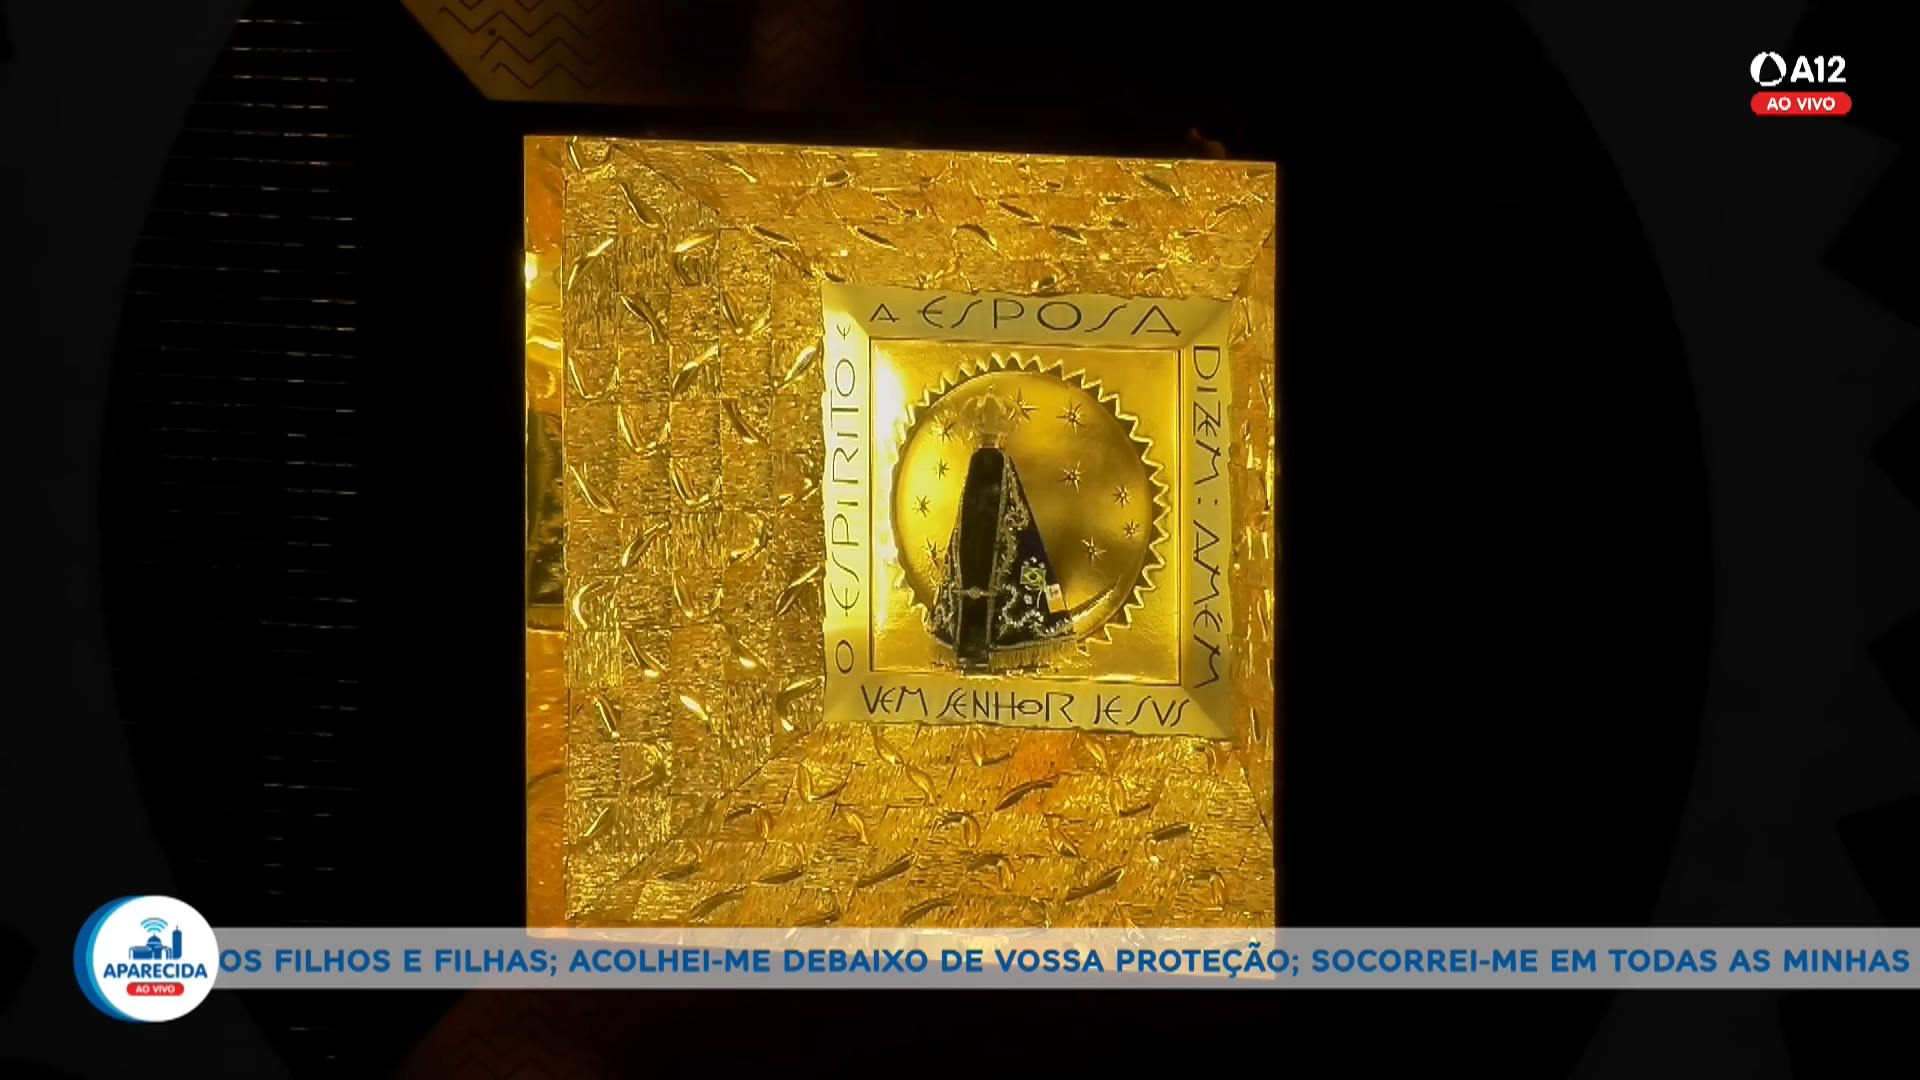 A12
AO VIVO
O ESPIRITO E
A ESPOSA
DIZEM: AMÉM
VEM SENHOR JESUS
APARECIDA
AO VIVO
OS FILHOS E FILHAS; ACOLHEI-ME DEBAIXO DE VOSSA PROTEÇÃO; SOCORREI-ME EM TODAS AS MINHAS